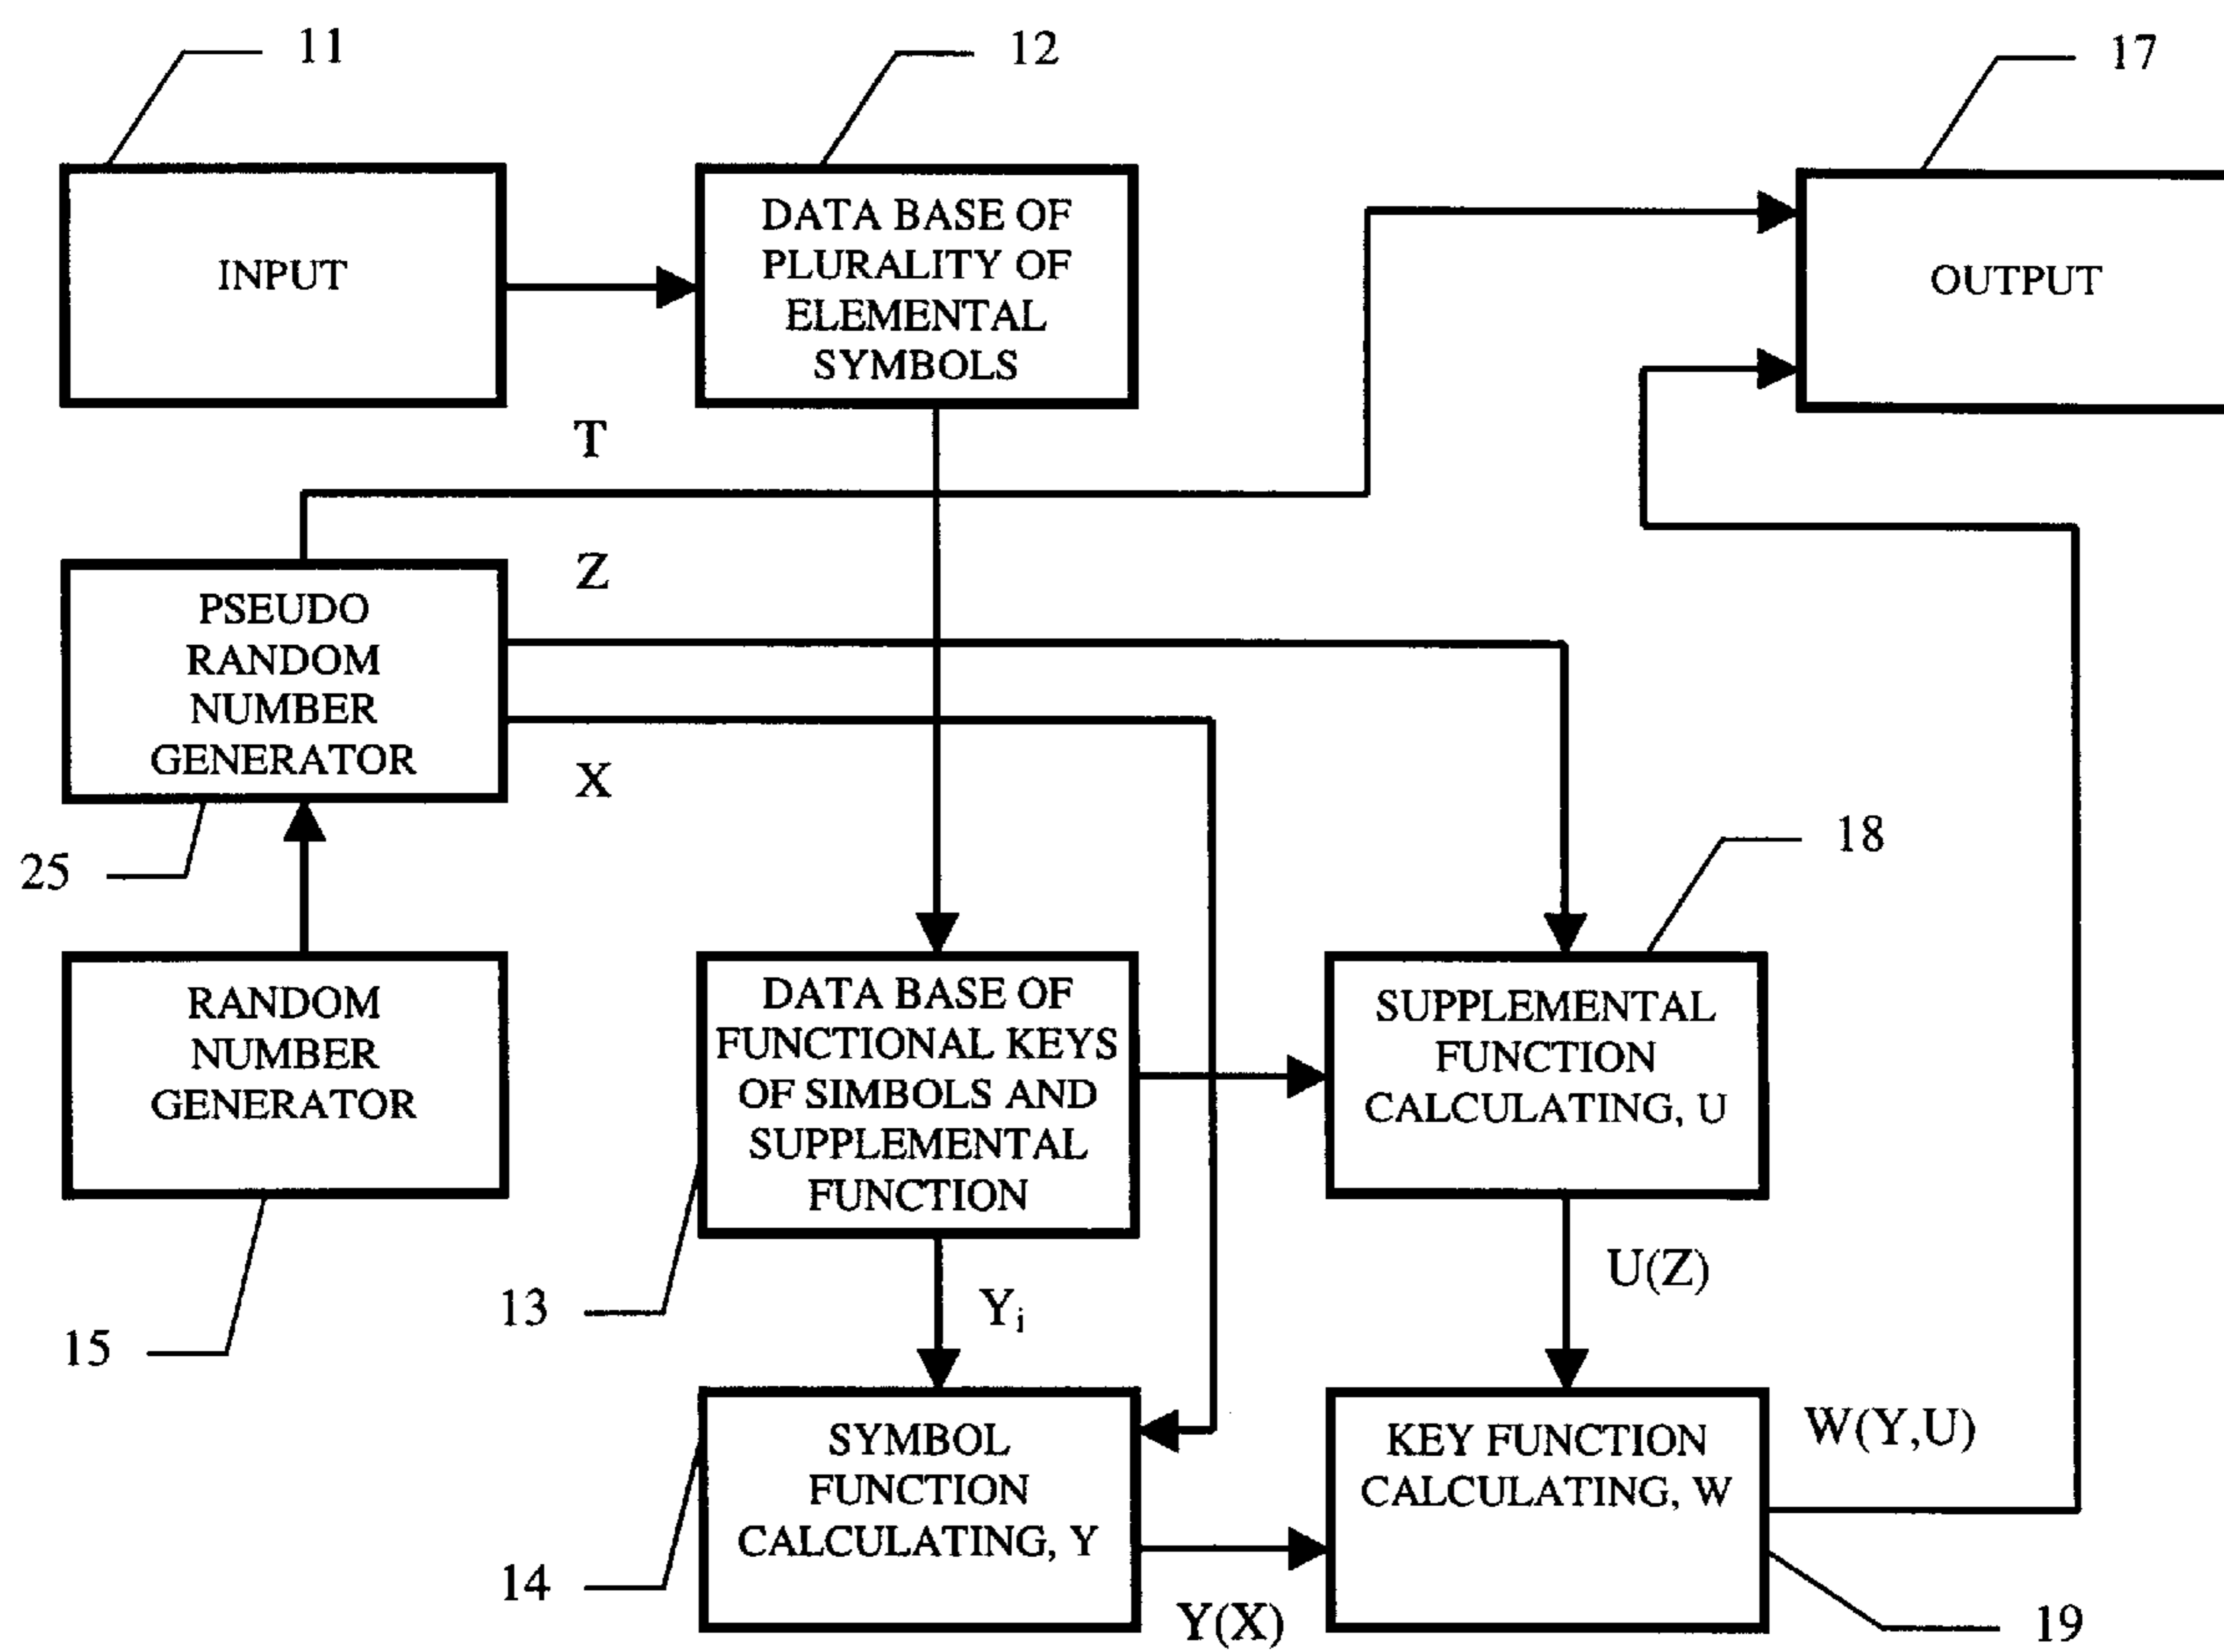 11
12
17
INPUT
DATA BASE OF
PLURALITY OF
ELEMENTAL
SYMBOLS
OUTPUT
T
Z
X
PSEUDO
RANDOM
NUMBER
GENERATOR
25
18
RANDOM
NUMBER
GENERATOR
15
DATA BASE OF
FUNCTIONAL KEYS
OF SIMBOLS AND
SUPPLEMENTAL
FUNCTION
13
SUPPLEMENTAL
FUNCTION
CALCULATING, U
Yi
U(Z)
SYMBOL
FUNCTION
CALCULATING, Y
14
Y(X)
KEY FUNCTION
CALCULATING, W
W(Y,U)
19